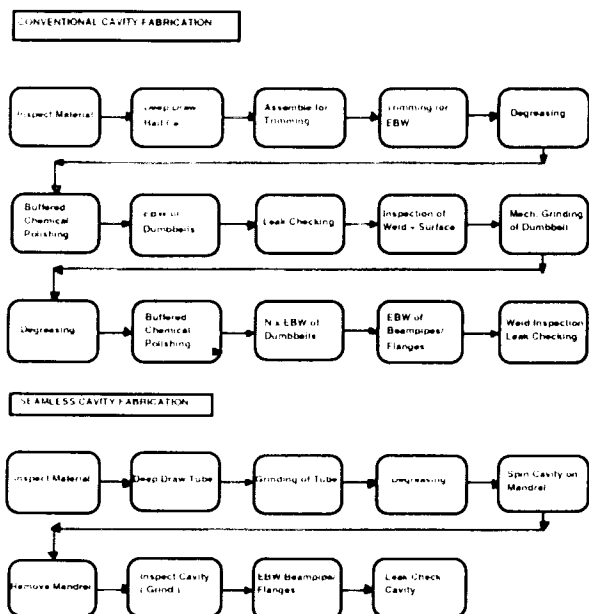 CONVENTIONAL CAVITY FABRICATION
Inspect Material
Deep Draw
Half Ce
Assemble for
Trimming
Trimming for
EBW
Degreasing
Buffered
Chemical
Polishing
EBW of
Dumbbells
Leak Checking
Inspection of
Weld + Surface
Mech. Grinding
of Dumbbell
Degreasing
Buffered
Chemical
Polishing
N x EBW of
Dumbbells
EBW of
Beampipes/
Flanges
Weld Inspection
Leak Checking
SEAMLESS CAVITY FABRICATION
Inspect Material
Deep Draw Tube
Grinding of Tube
Degreasing
Spin Cavity on
Mandrel
Remove Mandrel
Inspect Cavity
( Grind )
EBW Beampipe/
Flanges
Leak Check
Cavity